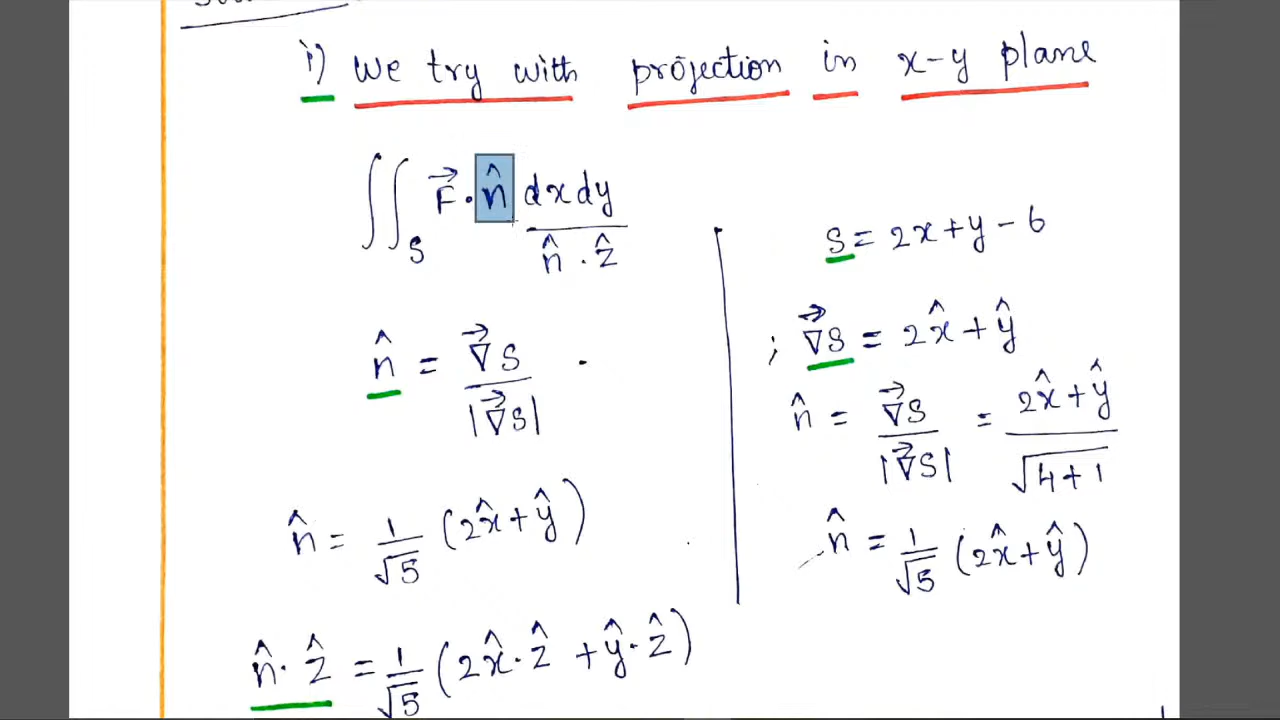 i) We try with projection in x-y plane
∬_S F⃗ · n̂ dxdy / n̂ · ẑ
n̂ = ∇⃗S / |∇⃗S| .
n̂ = 1/√5 (2x̂ + ŷ)
n̂ · ẑ = 1/√5 (2x̂ · ẑ + ŷ · ẑ)
S = 2x + y - 6
; ∇⃗S = 2x̂ + ŷ
n̂ = ∇⃗S / |∇⃗S| = 2x̂ + ŷ / √4+1
n̂ = 1/√5 (2x̂ + ŷ)